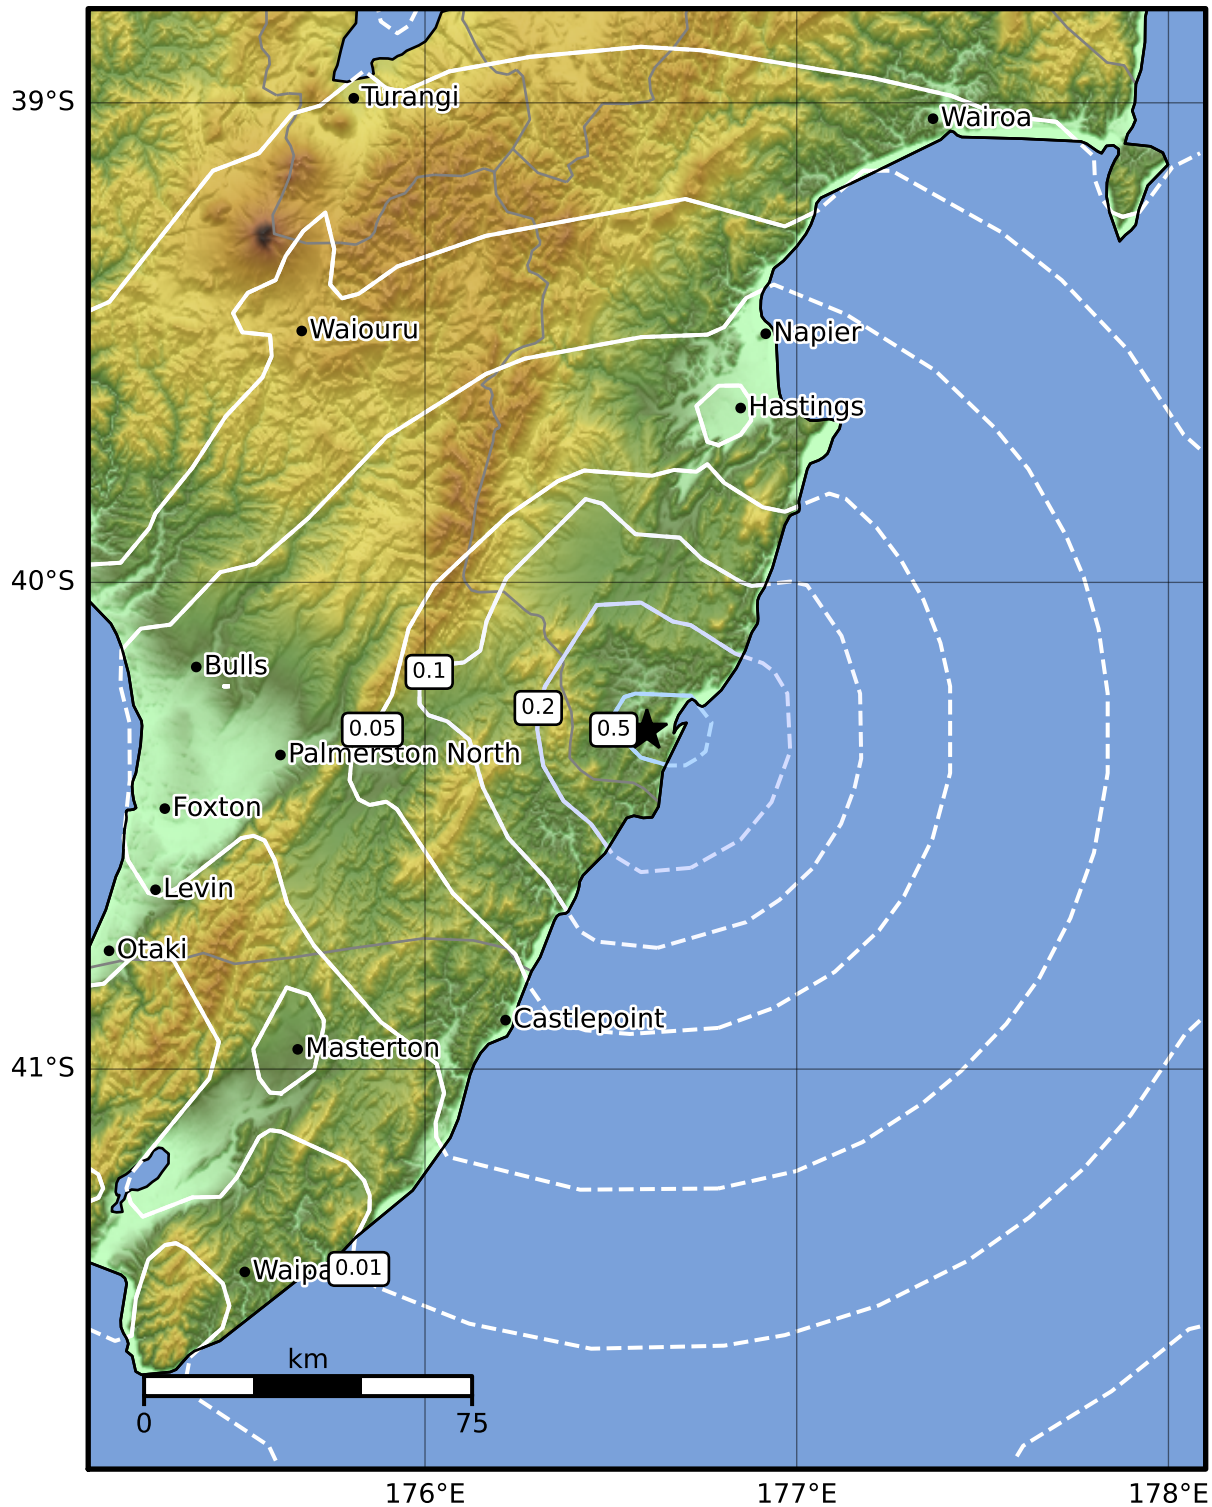 39°S
Turangi
Wairoa
Waiouru
Napier
Hastings
40°S
Bulls
0.1
0.2
0.05
0.5
Palmerston North
Foxton
Levin
Otaki
Castlepoint
Masterton
41°S
0.01
km
0
75
176°E
177°E
178°E